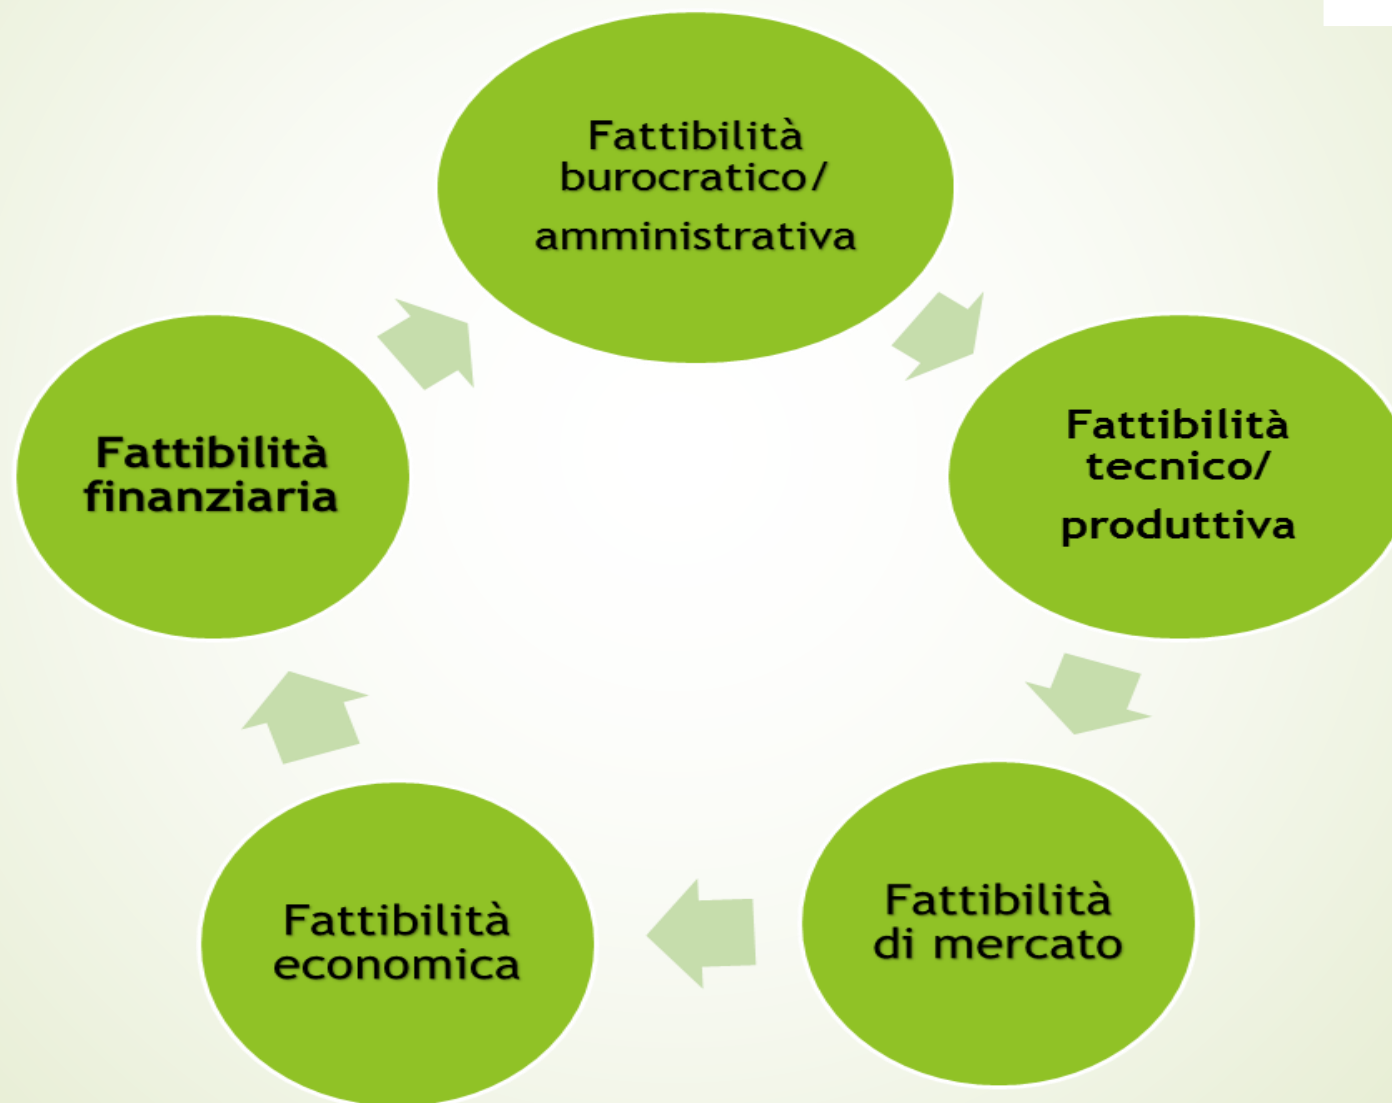 Fattibilità
burocratico/
amministrativa
Fattibilità
tecnico/
produttiva
Fattibilità
di mercato
Fattibilità
economica
Fattibilità
finanziaria